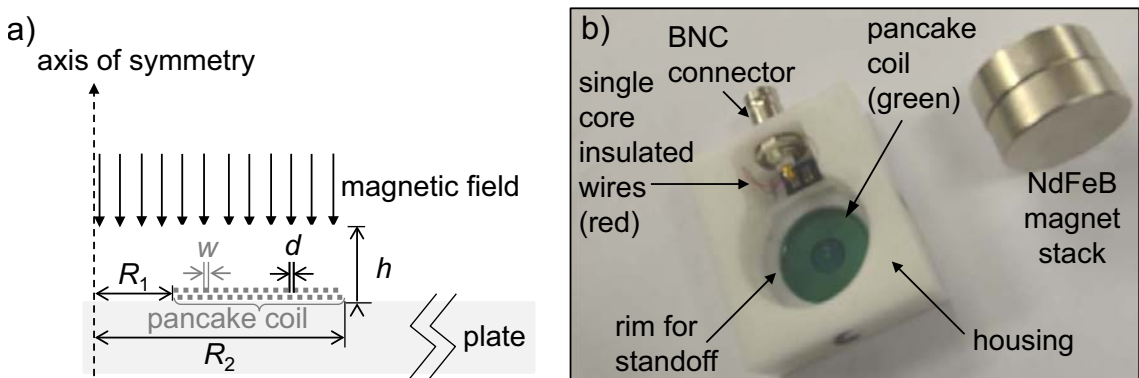 a)
axis of symmetry
magnetic field
w
d
h
R1
pancake coil
R2
plate
b)
BNC
connector
pancake
coil
(green)
single
core
insulated
wires
(red)
NdFeB
magnet
stack
rim for
standoff
housing